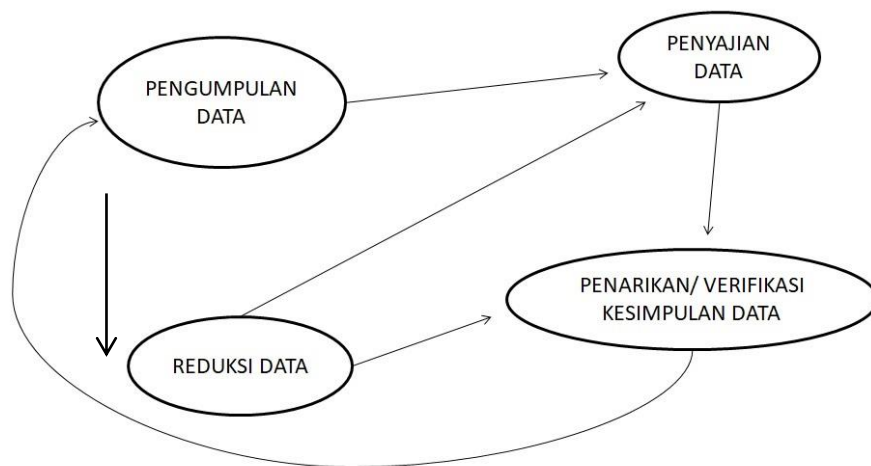 PENGUMPULAN
DATA
PENYAJIAN
DATA
REDUKSI DATA
PENARIKAN/ VERIFIKASI
KESIMPULAN DATA